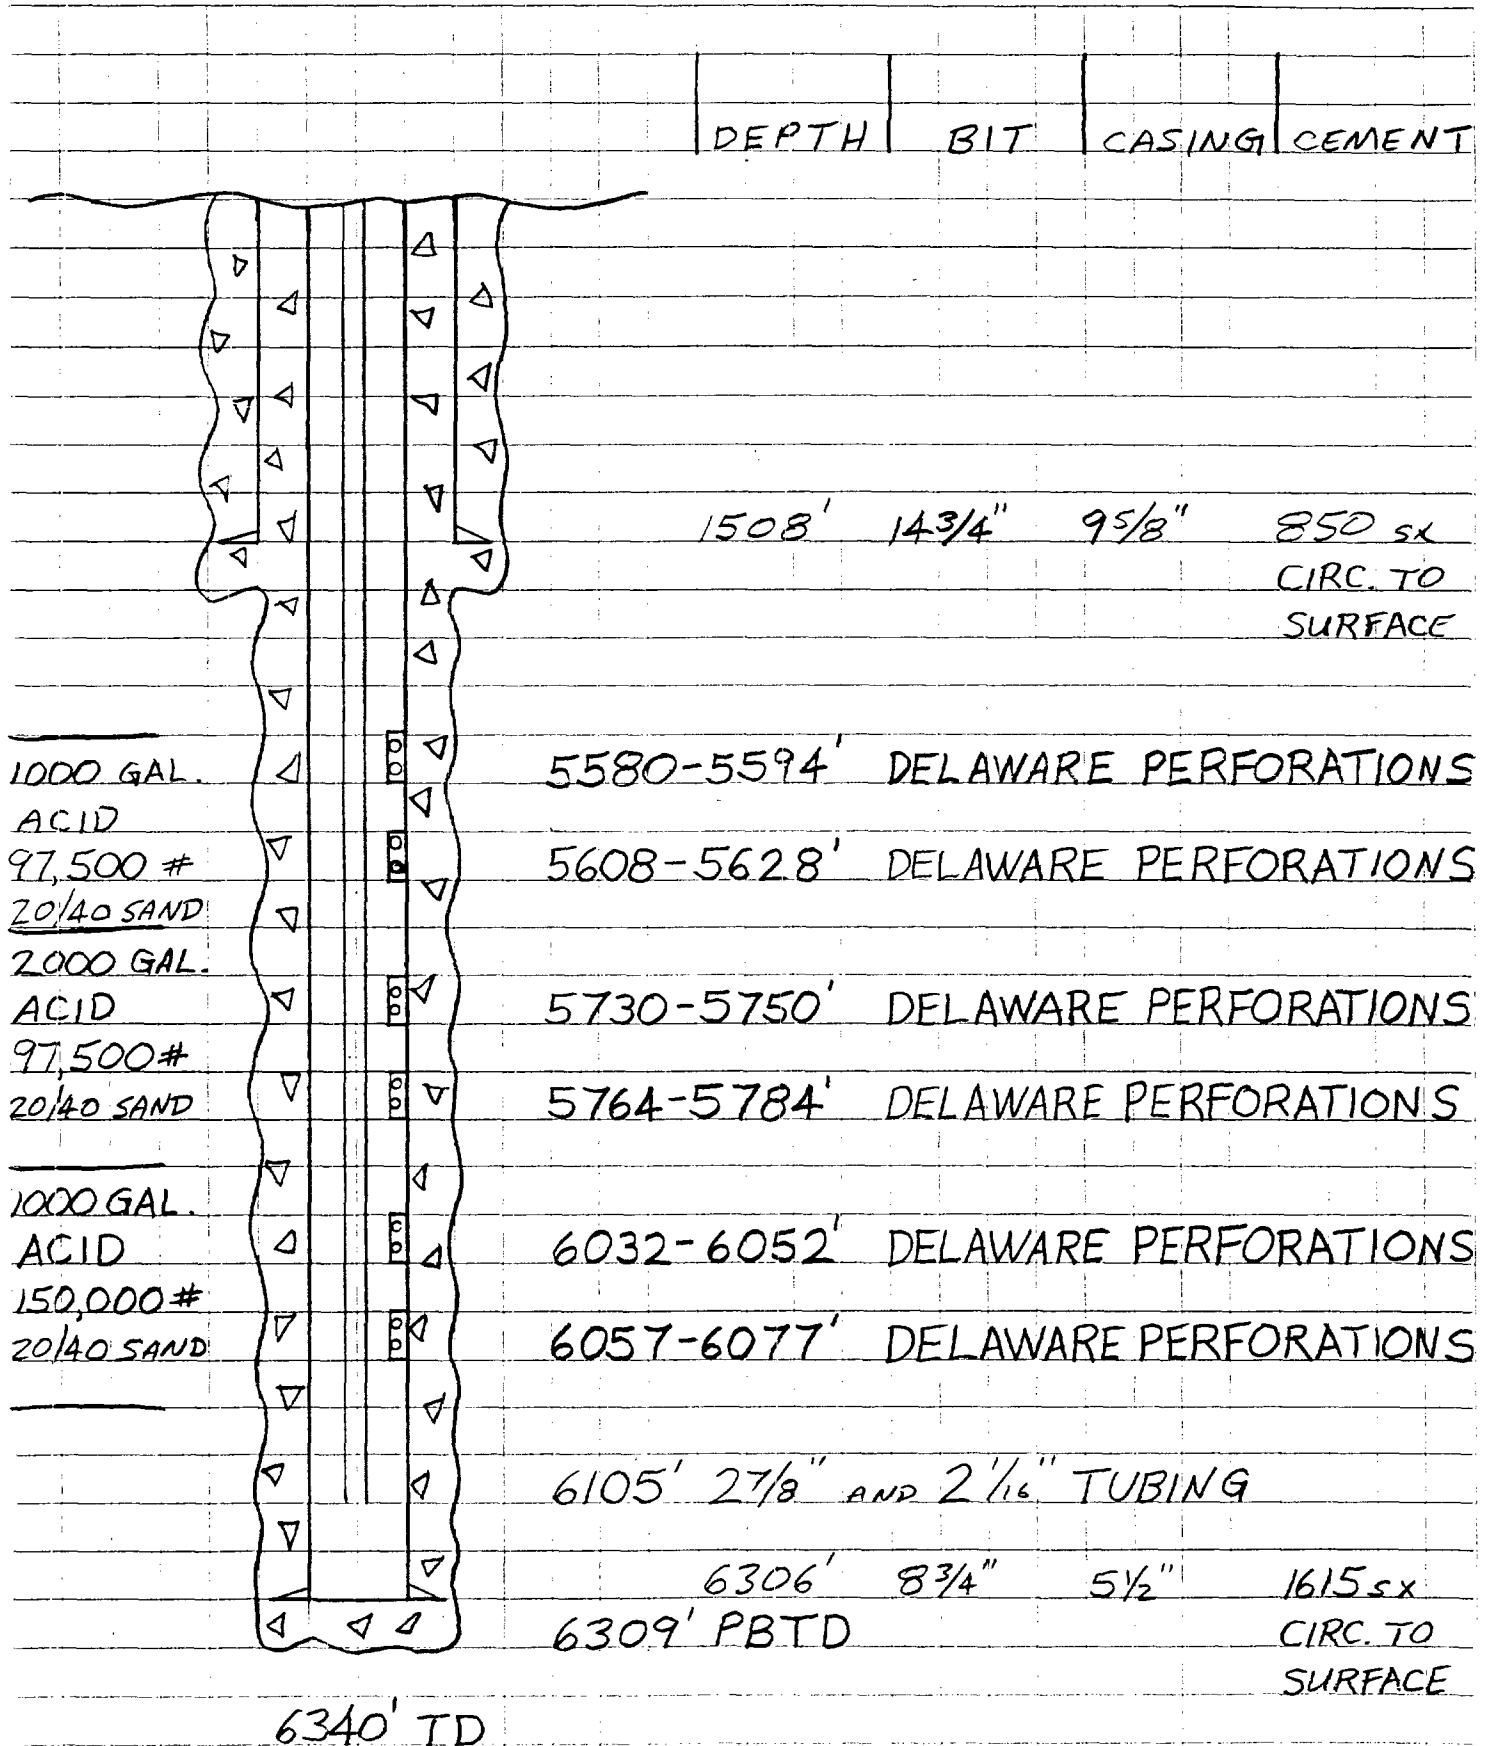 DEPTH BIT CASING CEMENT
1508' 14 3/4" 9 5/8" 850 sx
CIRC. TO
SURFACE
1000 GAL.
ACID
97,500 #
20/40 SAND
5580-5594' DELAWARE PERFORATIONS
5608-5628' DELAWARE PERFORATIONS
2000 GAL.
ACID
97,500#
20/40 SAND
5730-5750' DELAWARE PERFORATIONS
5764-5784' DELAWARE PERFORATIONS
1000 GAL.
ACID
150,000#
20/40 SAND
6032-6052' DELAWARE PERFORATIONS
6057-6077' DELAWARE PERFORATIONS
6105' 2 7/8" AND 2 1/16" TUBING
6306' 8 3/4" 5 1/2" 1615 sx
CIRC. TO
SURFACE
6309' PBTD
6340' TD